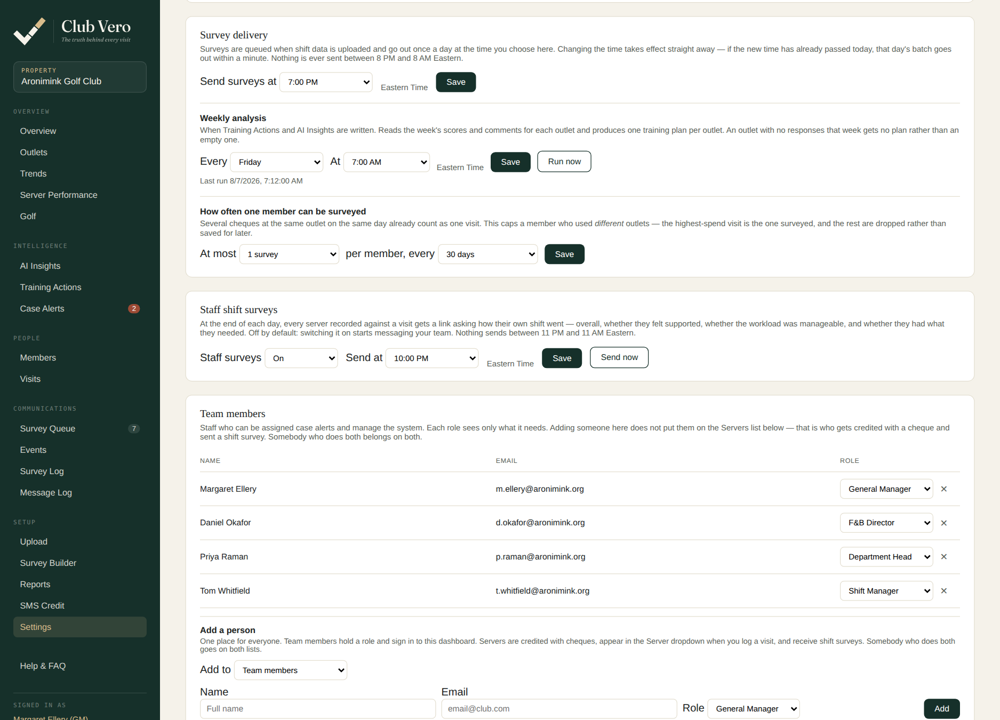 Club Vero
The truth behind every visit
PROPERTY
Aronimink Golf Club
OVERVIEW
Overview
Outlets
Trends
Server Performance
Golf
INTELLIGENCE
AI Insights
Training Actions
Case Alerts 2
PEOPLE
Members
Visits
COMMUNICATIONS
Survey Queue 7
Events
Survey Log
Message Log
SETUP
Upload
Survey Builder
Reports
SMS Credit
Settings
Help & FAQ
SIGNED IN AS
Margaret Ellery (GM)
Survey delivery
Surveys are queued when shift data is uploaded and go out once a day at the time you choose here. Changing the time takes effect straight away — if the new time has already passed today, that day's batch goes
out within a minute. Nothing is ever sent between 8 PM and 8 AM Eastern.
Send surveys at 7:00 PM Eastern Time Save
Weekly analysis
When Training Actions and AI Insights are written. Reads the week's scores and comments for each outlet and produces one training plan per outlet. An outlet with no responses that week gets no plan rather than an
empty one.
Every Friday At 7:00 AM Eastern Time Save Run now
Last run 8/7/2026, 7:12:00 AM
How often one member can be surveyed
Several cheques at the same outlet on the same day already count as one visit. This caps a member who used different outlets — the highest-spend visit is the one surveyed, and the rest are dropped rather than
saved for later.
At most 1 survey per member, every 30 days Save
Staff shift surveys
At the end of each day, every server recorded against a visit gets a link asking how their own shift went — overall, whether they felt supported, whether the workload was manageable, and whether they had what
they needed. Off by default: switching it on starts messaging your team. Nothing sends between 11 PM and 11 AM Eastern.
Staff surveys On Send at 10:00 PM Eastern Time Save Send now
Team members
Staff who can be assigned case alerts and manage the system. Each role sees only what it needs. Adding someone here does not put them on the Servers list below — that is who gets credited with a cheque and
sent a shift survey. Somebody who does both belongs on both.
NAME EMAIL ROLE
Margaret Ellery m.ellery@aronimink.org General Manager ✕
Daniel Okafor d.okafor@aronimink.org F&B Director ✕
Priya Raman p.raman@aronimink.org Department Head ✕
Tom Whitfield t.whitfield@aronimink.org Shift Manager ✕
Add a person
One place for everyone. Team members hold a role and sign in to this dashboard. Servers are credited with cheques, appear in the Server dropdown when you log a visit, and receive shift surveys. Somebody who does both
goes on both lists.
Add to Team members
Name Email
Full name email@club.com Role General Manager Add